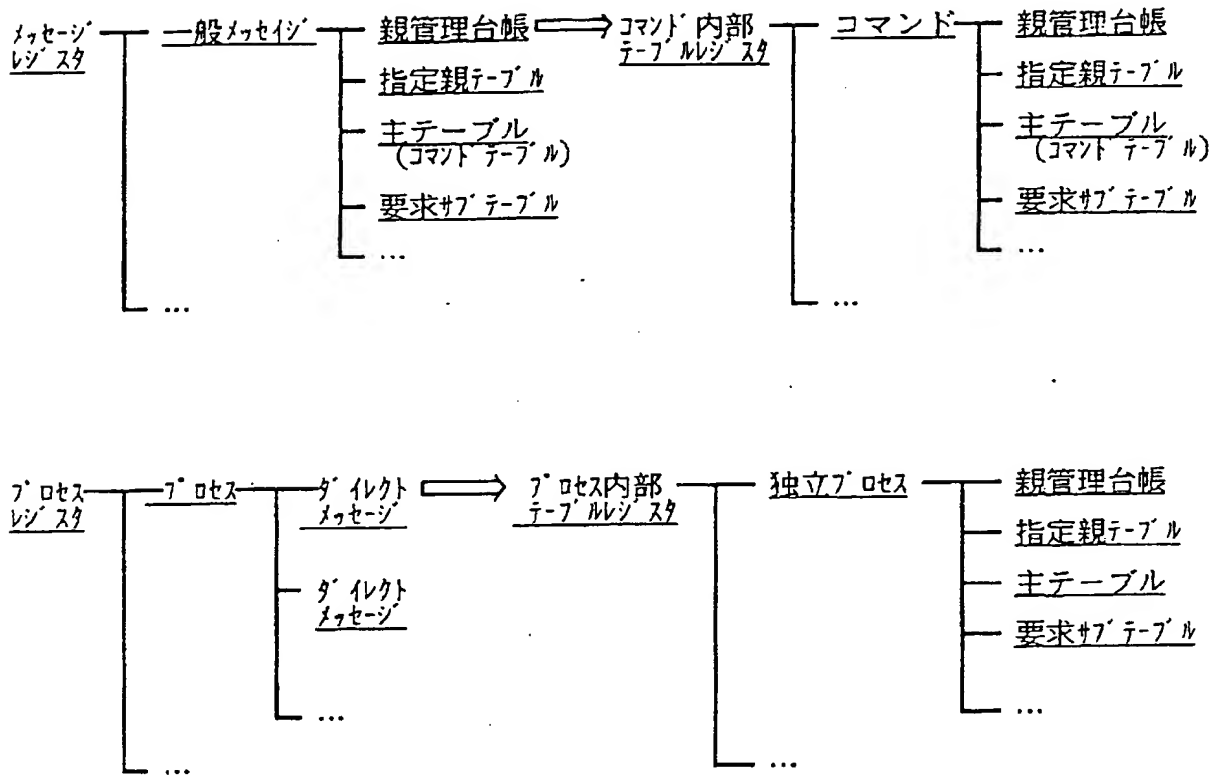 メッセージ 一般メッセイジ 親管理台帳 コマンド内部 コマンド 親管理台帳
レジスタ テーブルレジスタ
指定親テーブル 指定親テーブル
主テーブル 主テーブル
(コマンドテーブル) (コマンドテーブル)
要求サブテーブル 要求サブテーブル
... ...
... ...
プロセス プロセス ダイレクト プロセス内部 独立プロセス 親管理台帳
レジスタ メッセージ テーブルレジスタ
指定親テーブル
ダイレクト 主テーブル
メッセージ 要求サブテーブル
... ...
... ...